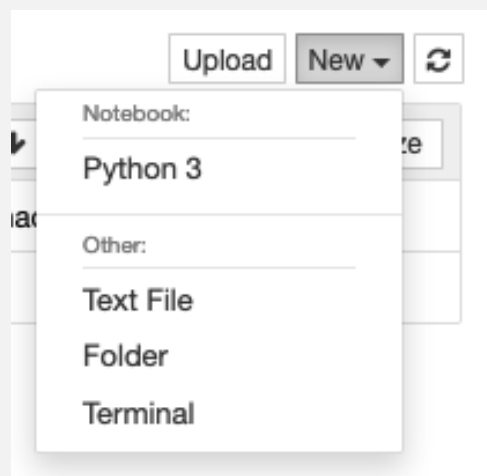 Upload New
Notebook:
Python 3
Other:
Text File
Folder
Terminal